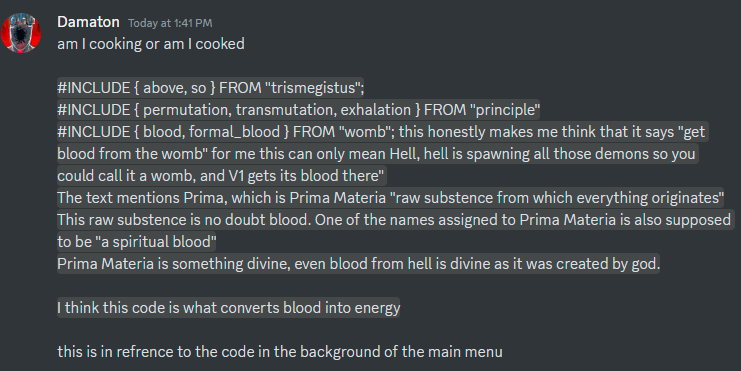 Damaton Today at 1:41 PM
am I cooking or am I cooked
#INCLUDE { above, so } FROM "trismegistus";
#INCLUDE { permutation, transmutation, exhalation } FROM "principle"
#INCLUDE { blood, formal_blood } FROM "womb"; this honestly makes me think that it says "get
blood from the womb" for me this can only mean Hell, hell is spawning all those demons so you
could call it a womb, and V1 gets its blood there"
The text mentions Prima, which is Prima Materia "raw substence from which everything originates"
This raw substence is no doubt blood. One of the names assigned to Prima Materia is also supposed
to be "a spiritual blood"
Prima Materia is something divine, even blood from hell is divine as it was created by god.
I think this code is what converts blood into energy
this is in refrence to the code in the background of the main menu